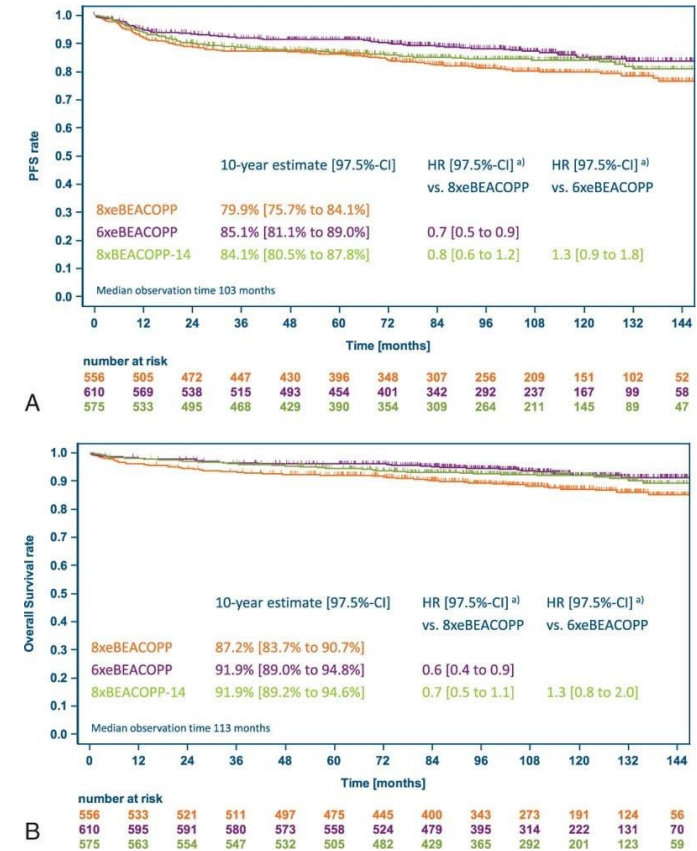 1.0
0.9
0.8
0.7
0.6
0.5
0.4
0.3
0.2
0.1
0.0
PFS rate
10-year estimate [97.5%-CI] HR [97.5%-CI] a) HR [97.5%-CI] a)
vs. 8xeBEACOPP vs. 6xeBEACOPP
8xeBEACOPP 79.9% [75.7% to 84.1%]
6xeBEACOPP 85.1% [81.1% to 89.0%] 0.7 [0.5 to 0.9]
8xBEACOPP-14 84.1% [80.5% to 87.8%] 0.8 [0.6 to 1.2] 1.3 [0.9 to 1.8]
Median observation time 103 months
0 12 24 36 48 60 72 84 96 108 120 132 144
Time [months]
number at risk
556 505 472 447 430 396 348 307 256 209 151 102 52
610 569 538 515 493 454 401 342 292 237 167 99 58
575 533 495 468 429 390 354 309 264 211 145 89 47
A
1.0
0.9
0.8
0.7
0.6
0.5
0.4
0.3
0.2
0.1
0.0
Overall Survival rate
10-year estimate [97.5%-CI] HR [97.5%-CI] a) HR [97.5%-CI] a)
vs. 8xeBEACOPP vs. 6xeBEACOPP
8xeBEACOPP 87.2% [83.7% to 90.7%]
6xeBEACOPP 91.9% [89.0% to 94.8%] 0.6 [0.4 to 0.9]
8xBEACOPP-14 91.9% [89.2% to 94.6%] 0.7 [0.5 to 1.1] 1.3 [0.8 to 2.0]
Median observation time 113 months
0 12 24 36 48 60 72 84 96 108 120 132 144
Time [months]
number at risk
556 533 521 511 497 475 445 400 343 273 191 124 56
610 595 591 580 573 558 524 479 395 314 222 131 70
575 563 554 547 532 505 482 429 365 292 201 123 59
B